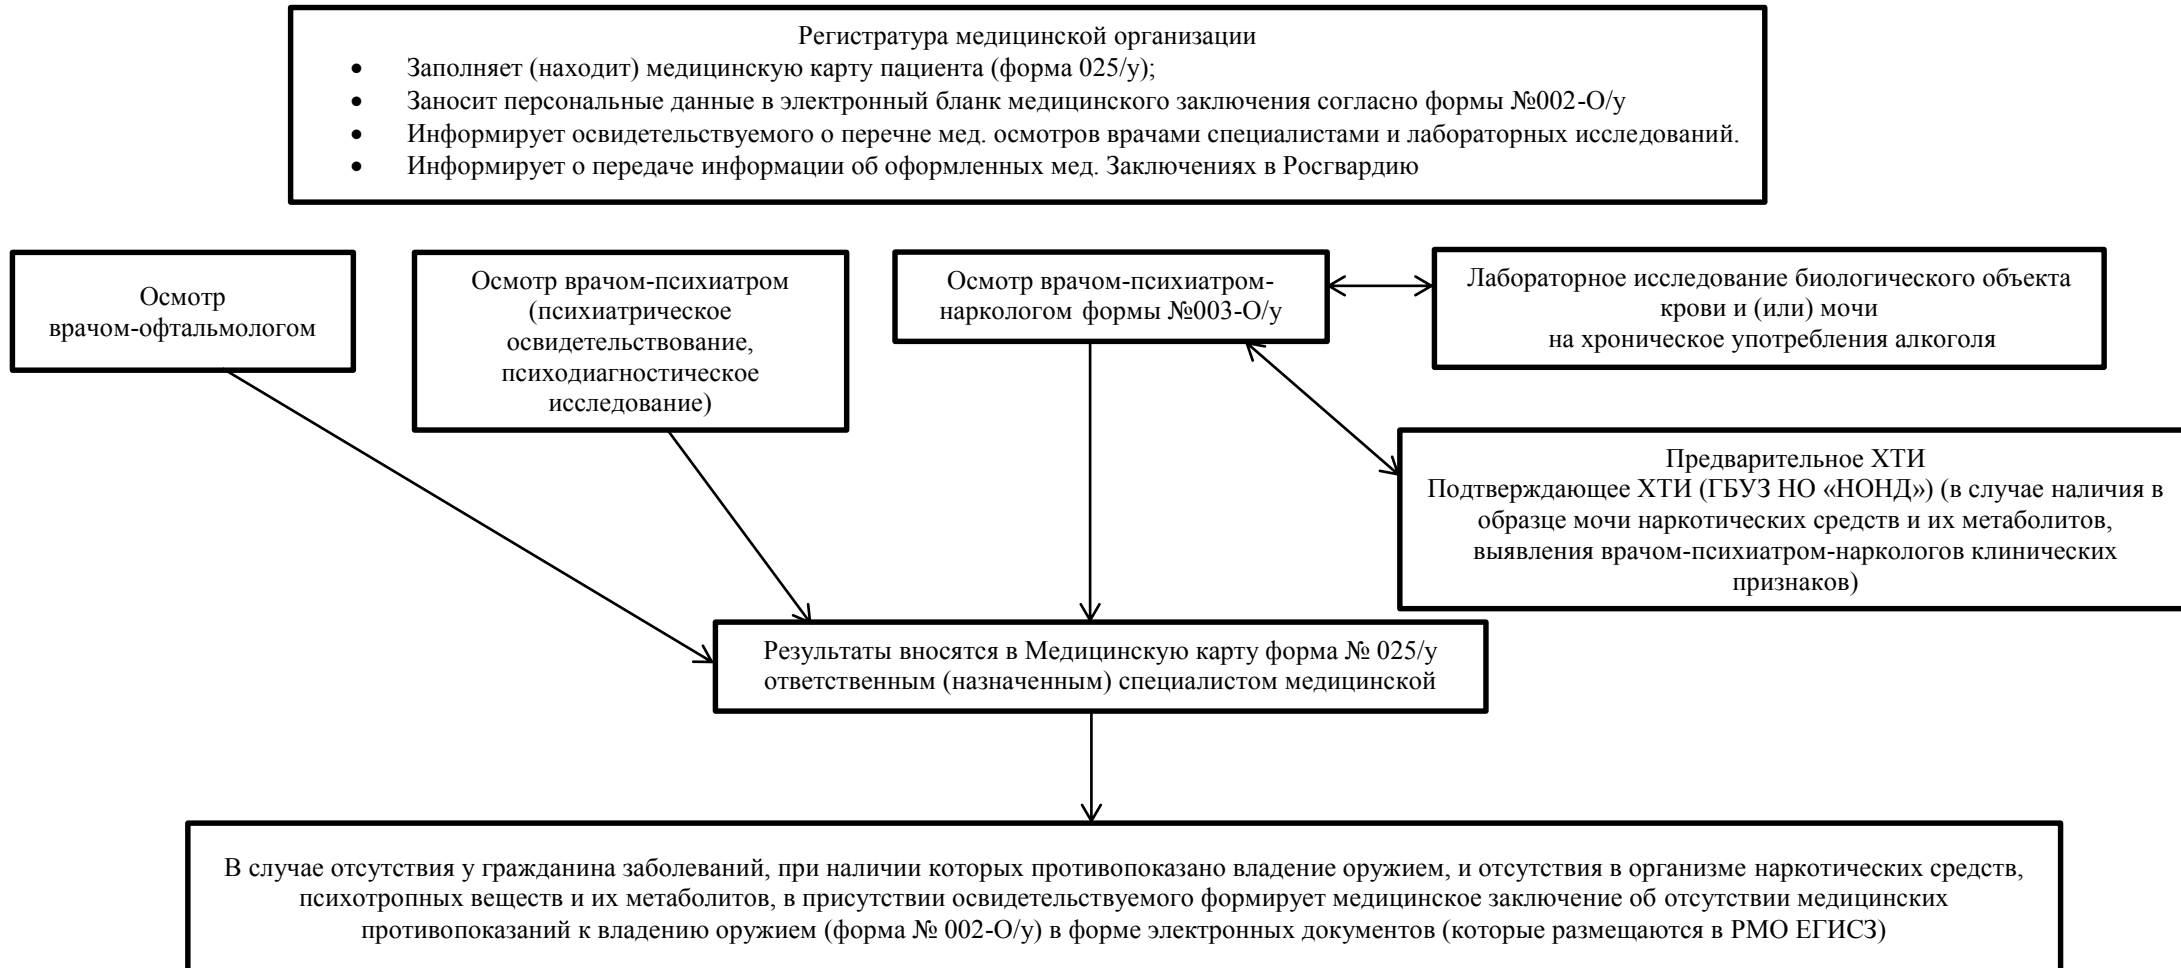 Регистратура медицинской организации
• Заполняет (находит) медицинскую карту пациента (форма 025/у);
• Заносит персональные данные в электронный бланк медицинского заключения согласно формы №002-О/у
• Информирует освидетельствуемого о перечне мед. осмотров врачами специалистами и лабораторных исследований.
• Информирует о передаче информации об оформленных мед. Заключениях в Росгвардию
Осмотр
врачом-офтальмологом
Осмотр врачом-психиатром
(психиатрическое
освидетельствование,
психодиагностическое
исследование)
Осмотр врачом-психиатром-
наркологом формы №003-О/у
Лабораторное исследование биологического объекта
крови и (или) мочи
на хроническое употребления алкоголя
Предварительное ХТИ
Подтверждающее ХТИ (ГБУЗ НО «НОНД») (в случае наличия в
образце мочи наркотических средств и их метаболитов,
выявления врачом-психиатром-наркологов клинических
признаков)
Результаты вносятся в Медицинскую карту форма № 025/у
ответственным (назначенным) специалистом медицинской
В случае отсутствия у гражданина заболеваний, при наличии которых противопоказано владение оружием, и отсутствия в организме наркотических средств,
психотропных веществ и их метаболитов, в присутствии освидетельствуемого формирует медицинское заключение об отсутствии медицинских
противопоказаний к владению оружием (форма № 002-О/у) в форме электронных документов (которые размещаются в РМО ЕГИСЗ)